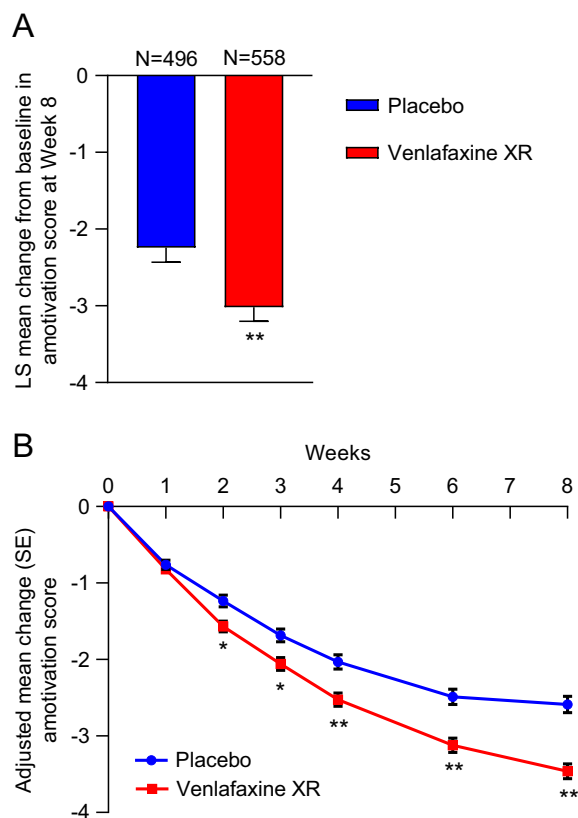 A
N=496 N=558
LS mean change from baseline in
amotivation score at Week 8
0
-1
-2
-3
-4
**
Placebo
Venlafaxine XR
B
Weeks
0 1 2 3 4 6 7 8
Adjusted mean change (SE)
amotivation score
0
-1
-2
-3
-4
*
*
**
**
**
Placebo
Venlafaxine XR